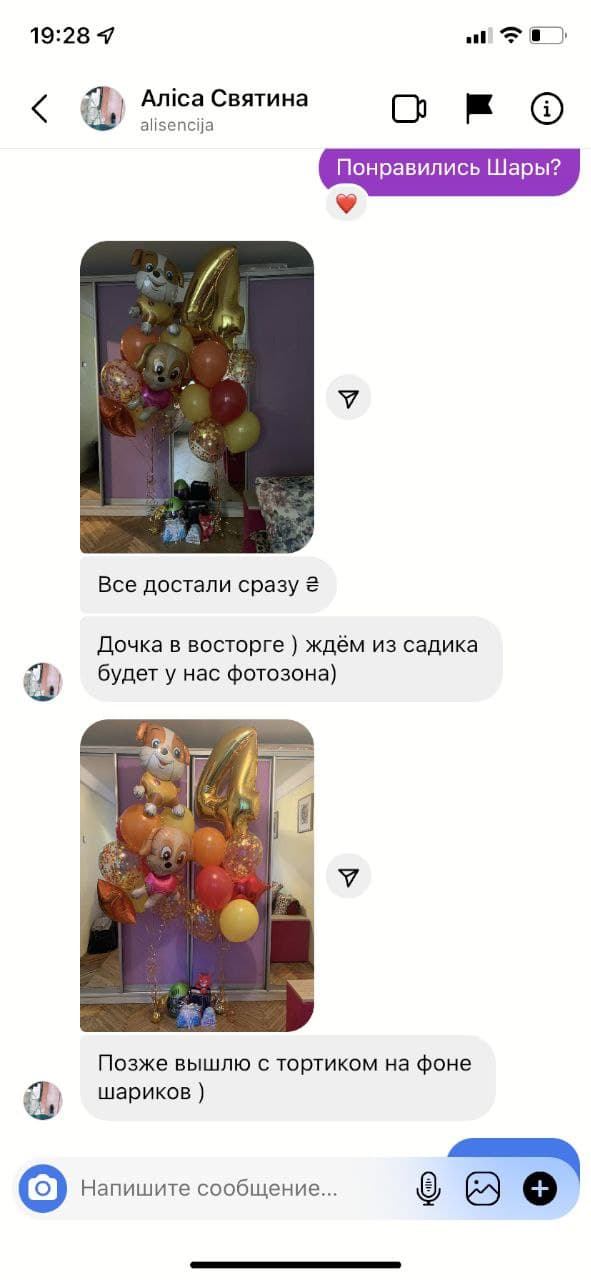 19:28
Аліса Святина
alisencija
Понравились Шары?
Все достали сразу ₴
Дочка в восторге ) ждём из садика
будет у нас фотозона)
Позже вышлю с тортиком на фоне
шариков )
Напишите сообщение...